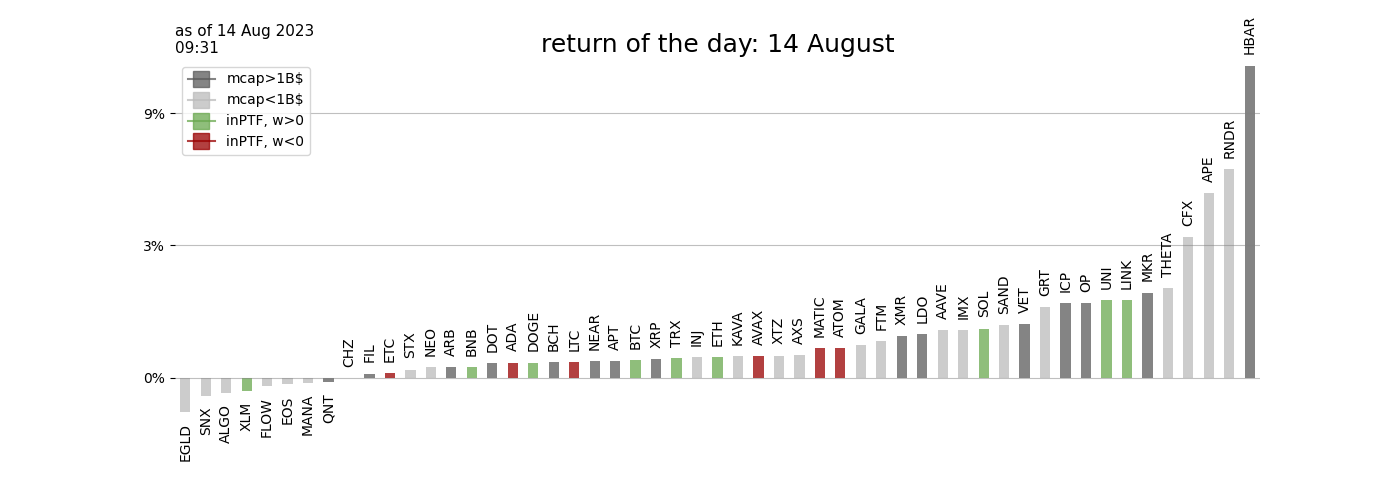 as of 14 Aug 2023
09:31
return of the day: 14 August
mcap>1B$
mcap<1B$
inPTF, w>0
inPTF, w<0
9%
3%
0%
EGLD
SNX
ALGO
XLM
FLOW
EOS
MANA
QNT
CHZ
FIL
ETC
STX
NEO
ARB
BNB
DOT
ADA
DOGE
BCH
LTC
NEAR
APT
BTC
XRP
TRX
INJ
ETH
KAVA
AVAX
XTZ
AXS
MATIC
ATOM
GALA
FTM
XMR
LDO
AAVE
IMX
SOL
SAND
VET
GRT
ICP
OP
UNI
LINK
MKR
THETA
CFX
APE
RNDR
HBAR